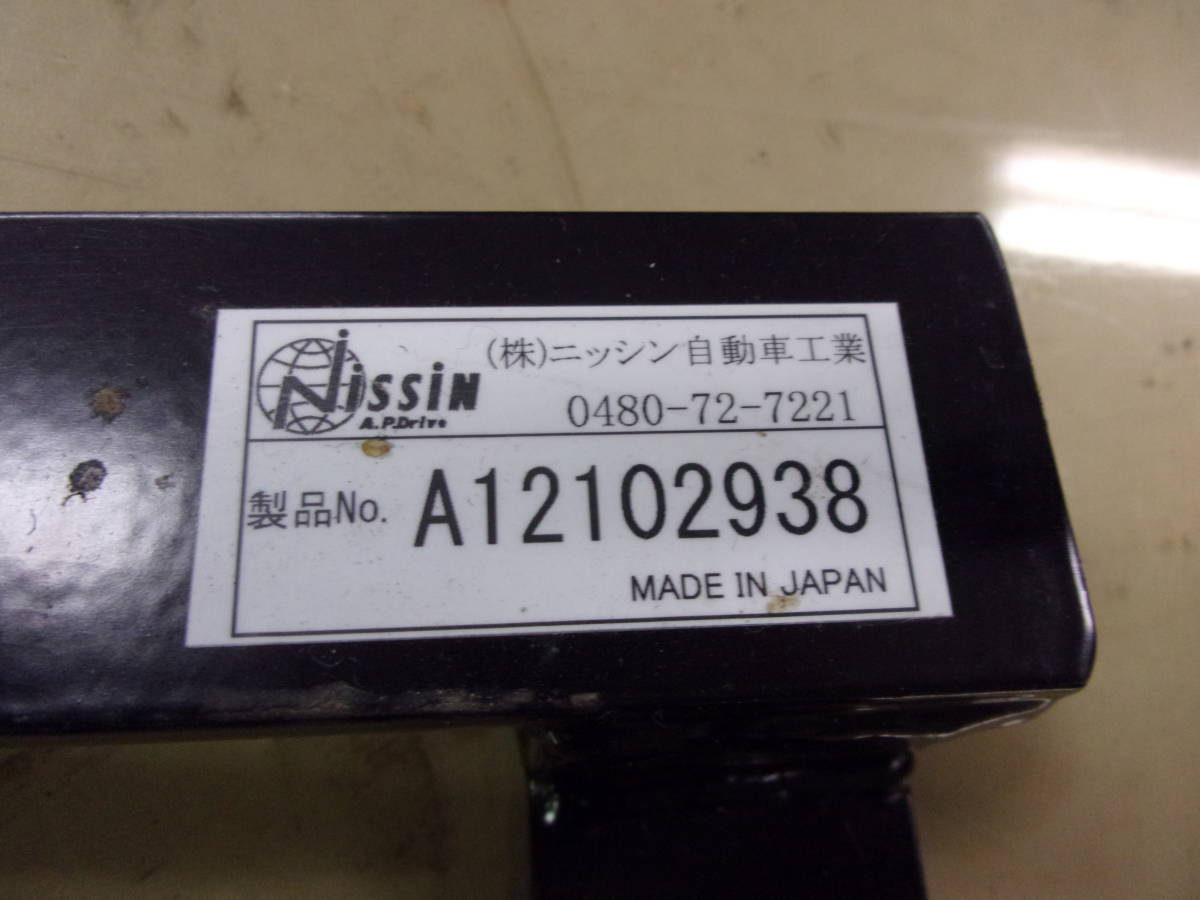 NissiN
A.P.Drive
(株)ニッシン自動車工業
0480-72-7221
製品No. A12102938
MADE IN JAPAN